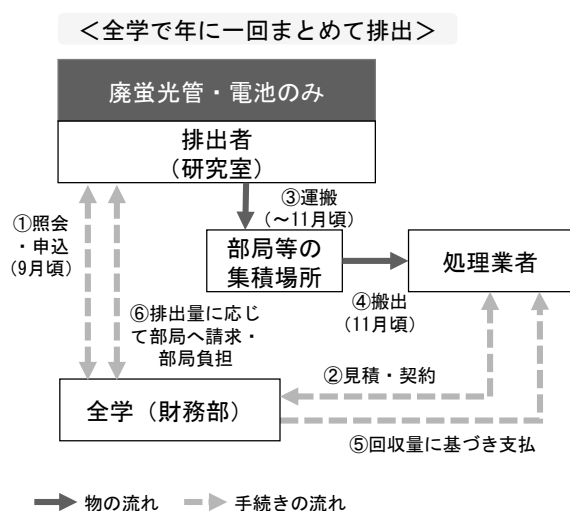 ＜全学で年に一回まとめて排出＞
廃蛍光管・電池のみ
排出者
（研究室）
①照会
・申込
(9月頃)
③運搬
(～11月頃)
部局等の
集積場所
処理業者
④搬出
(11月頃)
⑥排出量に応じ
て部局へ請求・
部局負担
②見積・契約
全学（財務部）
⑤回収量に基づき支払
物の流れ
手続きの流れ